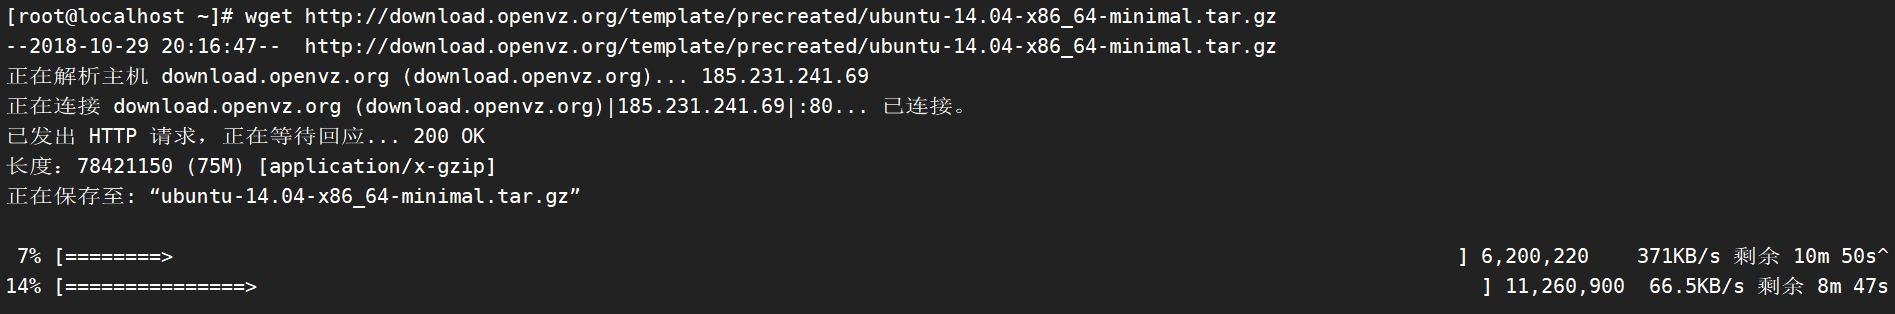 [root@localhost ~]# wget http://download.openvz.org/template/precreated/ubuntu-14.04-x86_64-minimal.tar.gz
--2018-10-29 20:16:47--  http://download.openvz.org/template/precreated/ubuntu-14.04-x86_64-minimal.tar.gz
正在解析主机 download.openvz.org (download.openvz.org)... 185.231.241.69
正在连接 download.openvz.org (download.openvz.org)|185.231.241.69|:80... 已连接。
已发出 HTTP 请求，正在等待回应... 200 OK
长度：78421150 (75M) [application/x-gzip]
正在保存至: “ubuntu-14.04-x86_64-minimal.tar.gz”
7% [========> ] 6,200,220 371KB/s 剩余 10m 50s^
14% [===============> ] 11,260,900 66.5KB/s 剩余 8m 47s